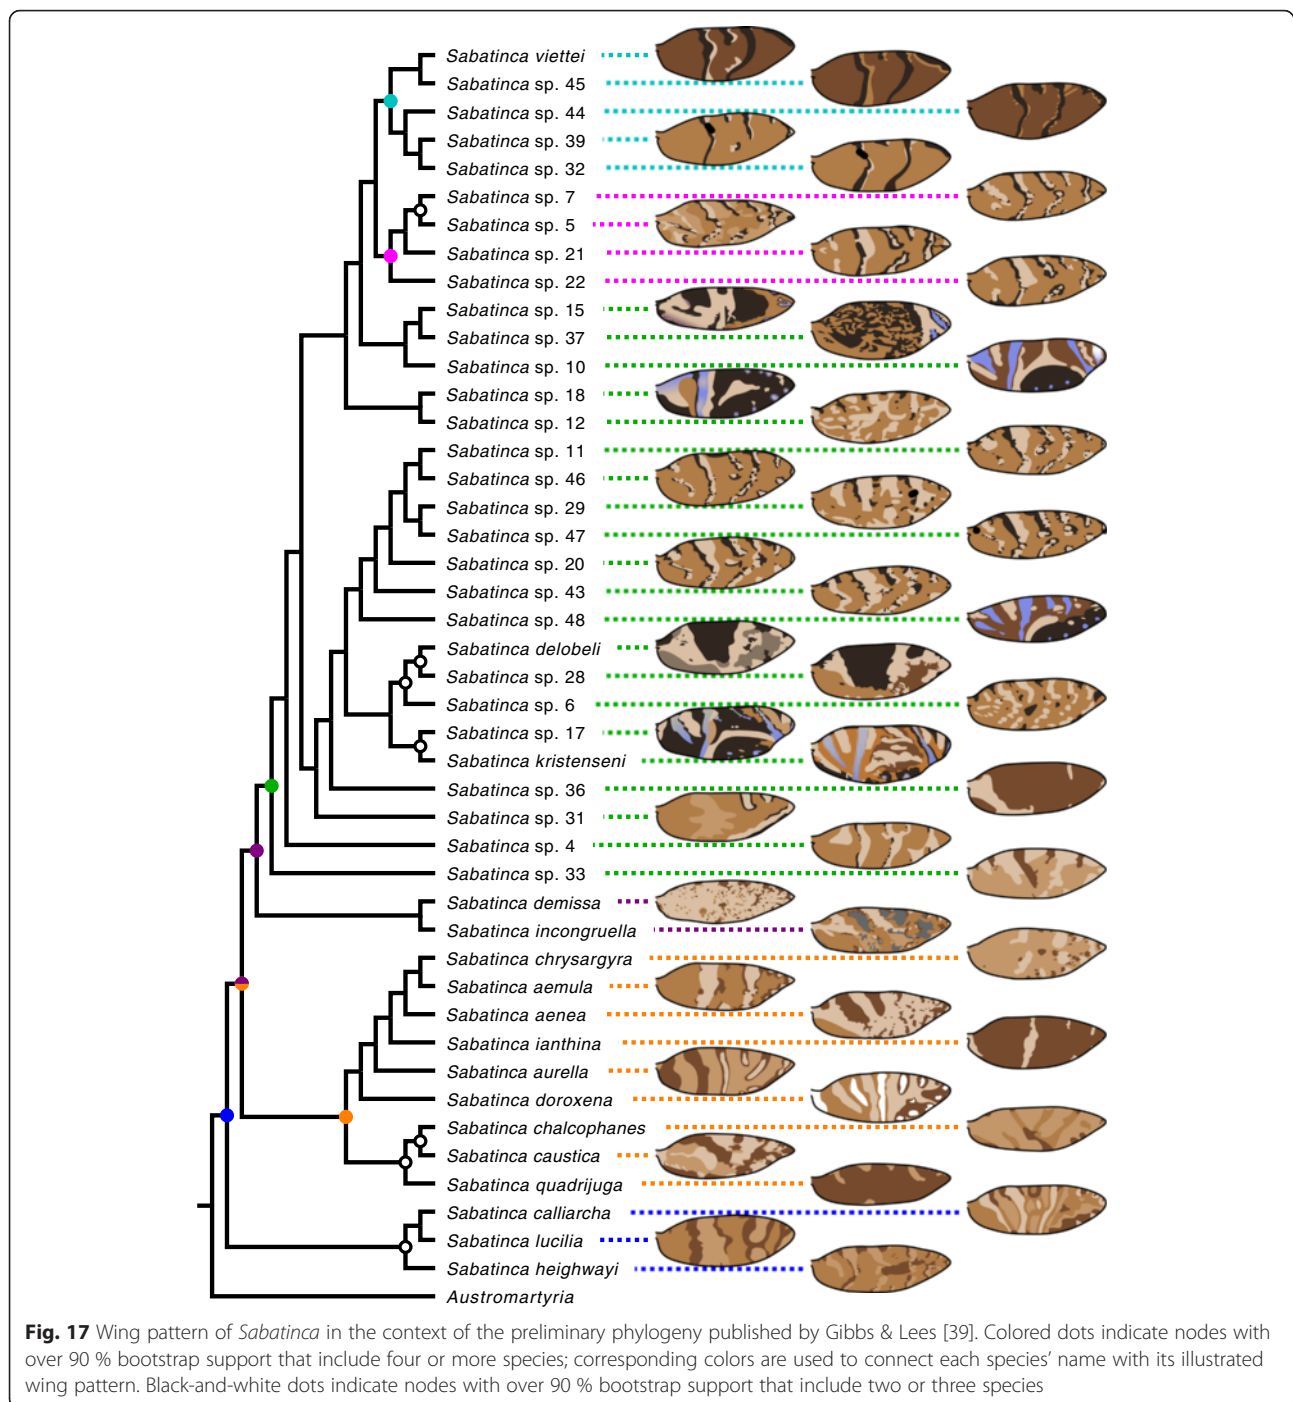 Sabatinca viettei
Sabatinca sp. 45
Sabatinca sp. 44
Sabatinca sp. 39
Sabatinca sp. 32
Sabatinca sp. 7
Sabatinca sp. 5
Sabatinca sp. 21
Sabatinca sp. 22
Sabatinca sp. 15
Sabatinca sp. 37
Sabatinca sp. 10
Sabatinca sp. 18
Sabatinca sp. 12
Sabatinca sp. 11
Sabatinca sp. 46
Sabatinca sp. 29
Sabatinca sp. 47
Sabatinca sp. 20
Sabatinca sp. 43
Sabatinca sp. 48
Sabatinca delobeli
Sabatinca sp. 28
Sabatinca sp. 6
Sabatinca sp. 17
Sabatinca kristenseni
Sabatinca sp. 36
Sabatinca sp. 31
Sabatinca sp. 4
Sabatinca sp. 33
Sabatinca demissa
Sabatinca incongruella
Sabatinca chrysargyra
Sabatinca aemula
Sabatinca aenea
Sabatinca ianthina
Sabatinca aurella
Sabatinca doroxena
Sabatinca chalcophanes
Sabatinca caustica
Sabatinca quadrijuga
Sabatinca calliarcha
Sabatinca lucilia
Sabatinca heighwayi
Austromartyria
Fig. 17 Wing pattern of Sabatinca in the context of the preliminary phylogeny published by Gibbs & Lees [39]. Colored dots indicate nodes with
over 90 % bootstrap support that include four or more species; corresponding colors are used to connect each species' name with its illustrated
wing pattern. Black-and-white dots indicate nodes with over 90 % bootstrap support that include two or three species